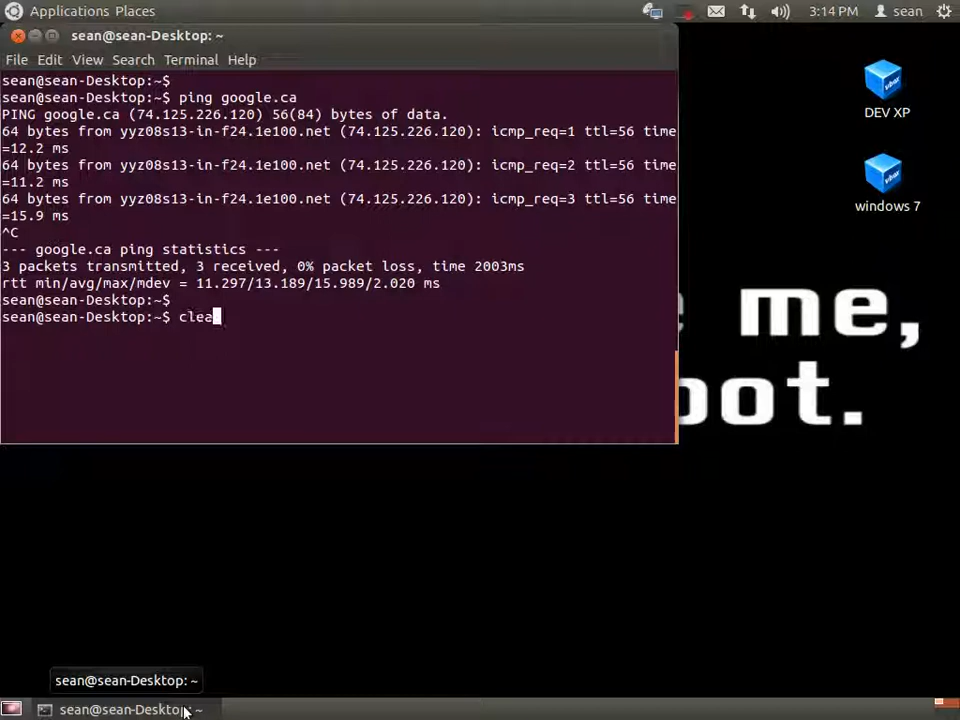 Applications Places
3:14 PM sean
sean@sean-Desktop: ~
File Edit View Search Terminal Help
sean@sean-Desktop:~$
sean@sean-Desktop:~$ ping google.ca
PING google.ca (74.125.226.120) 56(84) bytes of data.
64 bytes from yyz08s13-in-f24.1e100.net (74.125.226.120): icmp_req=1 ttl=56 time
=12.2 ms
64 bytes from yyz08s13-in-f24.1e100.net (74.125.226.120): icmp_req=2 ttl=56 time
=11.2 ms
64 bytes from yyz08s13-in-f24.1e100.net (74.125.226.120): icmp_req=3 ttl=56 time
=15.9 ms
^C
--- google.ca ping statistics ---
3 packets transmitted, 3 received, 0% packet loss, time 2003ms
rtt min/avg/max/mdev = 11.297/13.189/15.989/2.020 ms
sean@sean-Desktop:~$
sean@sean-Desktop:~$ clea
vbox
DEV XP
vbox
windows 7
me,
sean@sean-Desktop: ~
sean@sean-Desktop: ~